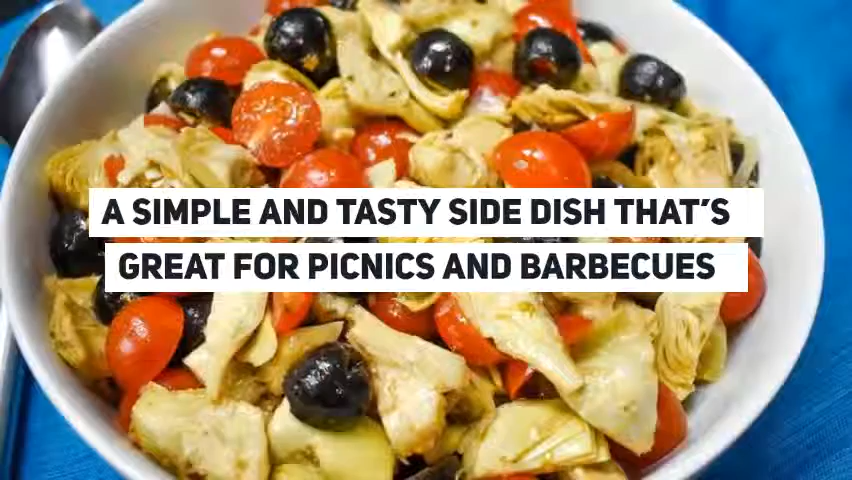 A SIMPLE AND TASTY SIDE DISH THAT'S
GREAT FOR PICNICS AND BARBECUES